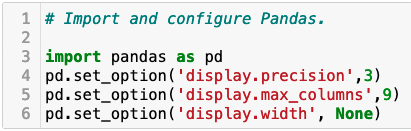 1 # Import and configure Pandas.
2
3 import pandas as pd
4 pd.set_option('display.precision',3)
5 pd.set_option('display.max_columns',9)
6 pd.set_option('display.width', None)